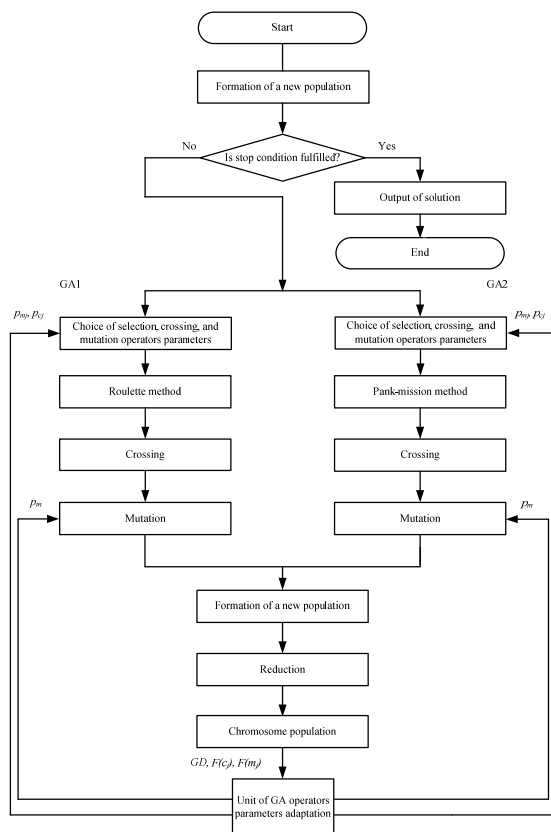 Start
Formation of a new population
No
Is stop condition fulfilled?
Yes
Output of solution
End
GA1
GA2
pmj, pcj
pmj, pcj
Choice of selection, crossing, and
mutation operators parameters
Choice of selection, crossing, and
mutation operators parameters
Roulette method
Pank-mission method
Crossing
Crossing
pm
pm
Mutation
Mutation
Formation of a new population
Reduction
Chromosome population
GD, F(cj), F(mj)
Unit of GA operators
parameters adaptation